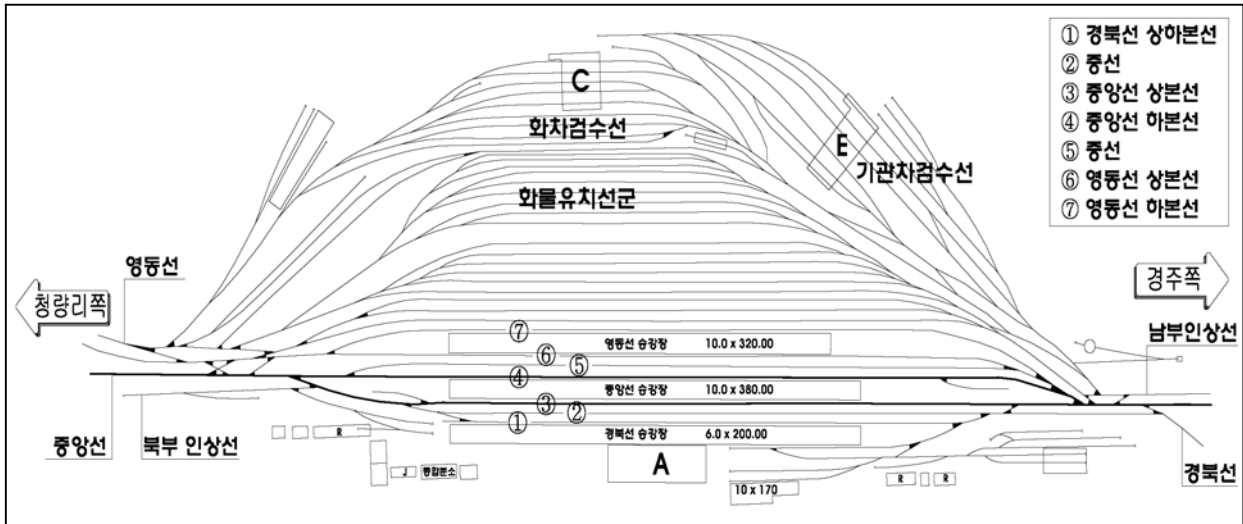 ① 경북선 상하본선
② 중선
③ 중앙선 상본선
④ 중앙선 하본선
⑤ 중선
⑥ 영동선 상본선
⑦ 영동선 하본선
C
화차검수선
E
기관차검수선
화물유치선군
영동선
청량리쪽
경주쪽
남부인상선
⑦
영동선 승강장 10.0 x 320.00
⑥
⑤
④
중앙선 승강장 10.0 x 380.00
③
②
①
경북선 승강장 6.0 x 200.00
중앙선
북부 인상선
경북선
R
A
J
종합분소
R
R
10 x 170